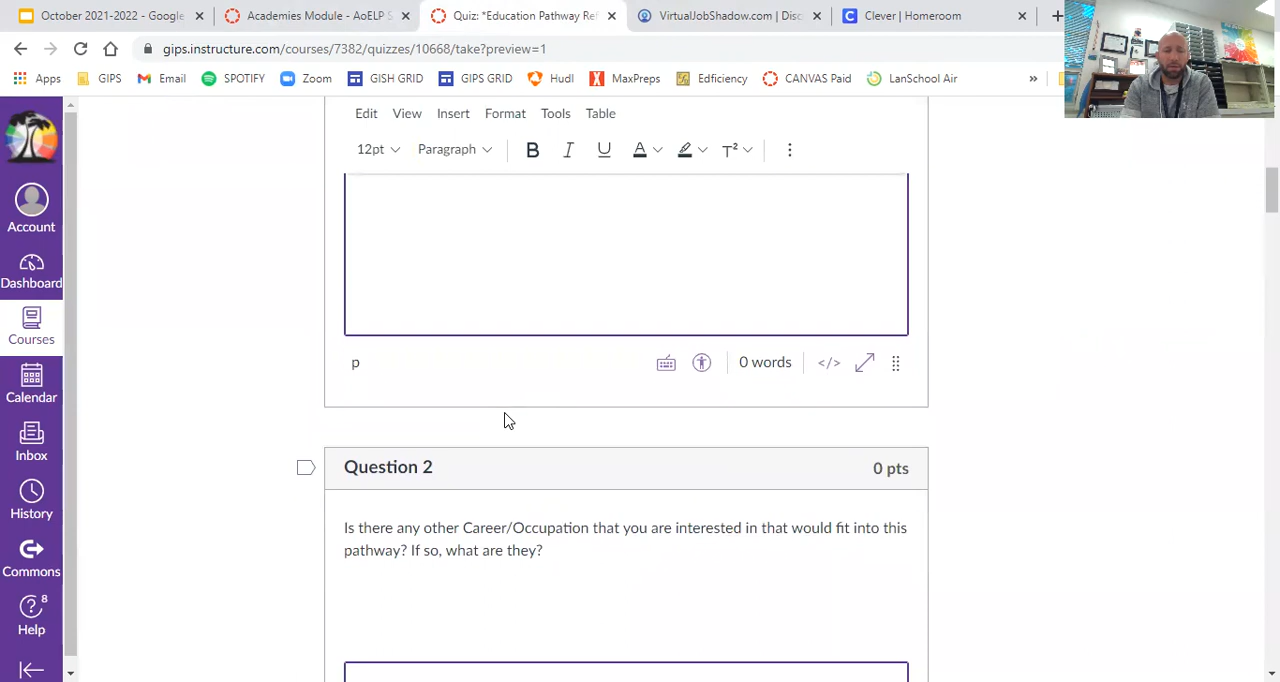 October 2021-2022 - Google
Academies Module - AoELP S
Quiz: *Education Pathway Ref
VirtualJobShadow.com | Disc
Clever | Homeroom
gips.instructure.com/courses/7382/quizzes/10668/take?preview=1
Apps
GIPS
Email
SPOTIFY
Zoom
GISH GRID
GIPS GRID
Hudl
MaxPreps
Edficiency
CANVAS Paid
LanSchool Air
»
Edit View Insert Format Tools Table
12pt Paragraph B I U A T²
p
0 words </>
Question 2 0 pts
Is there any other Career/Occupation that you are interested in that would fit into this
pathway? If so, what are they?
Account
Dashboard
Courses
Calendar
Inbox
History
Commons
8
Help